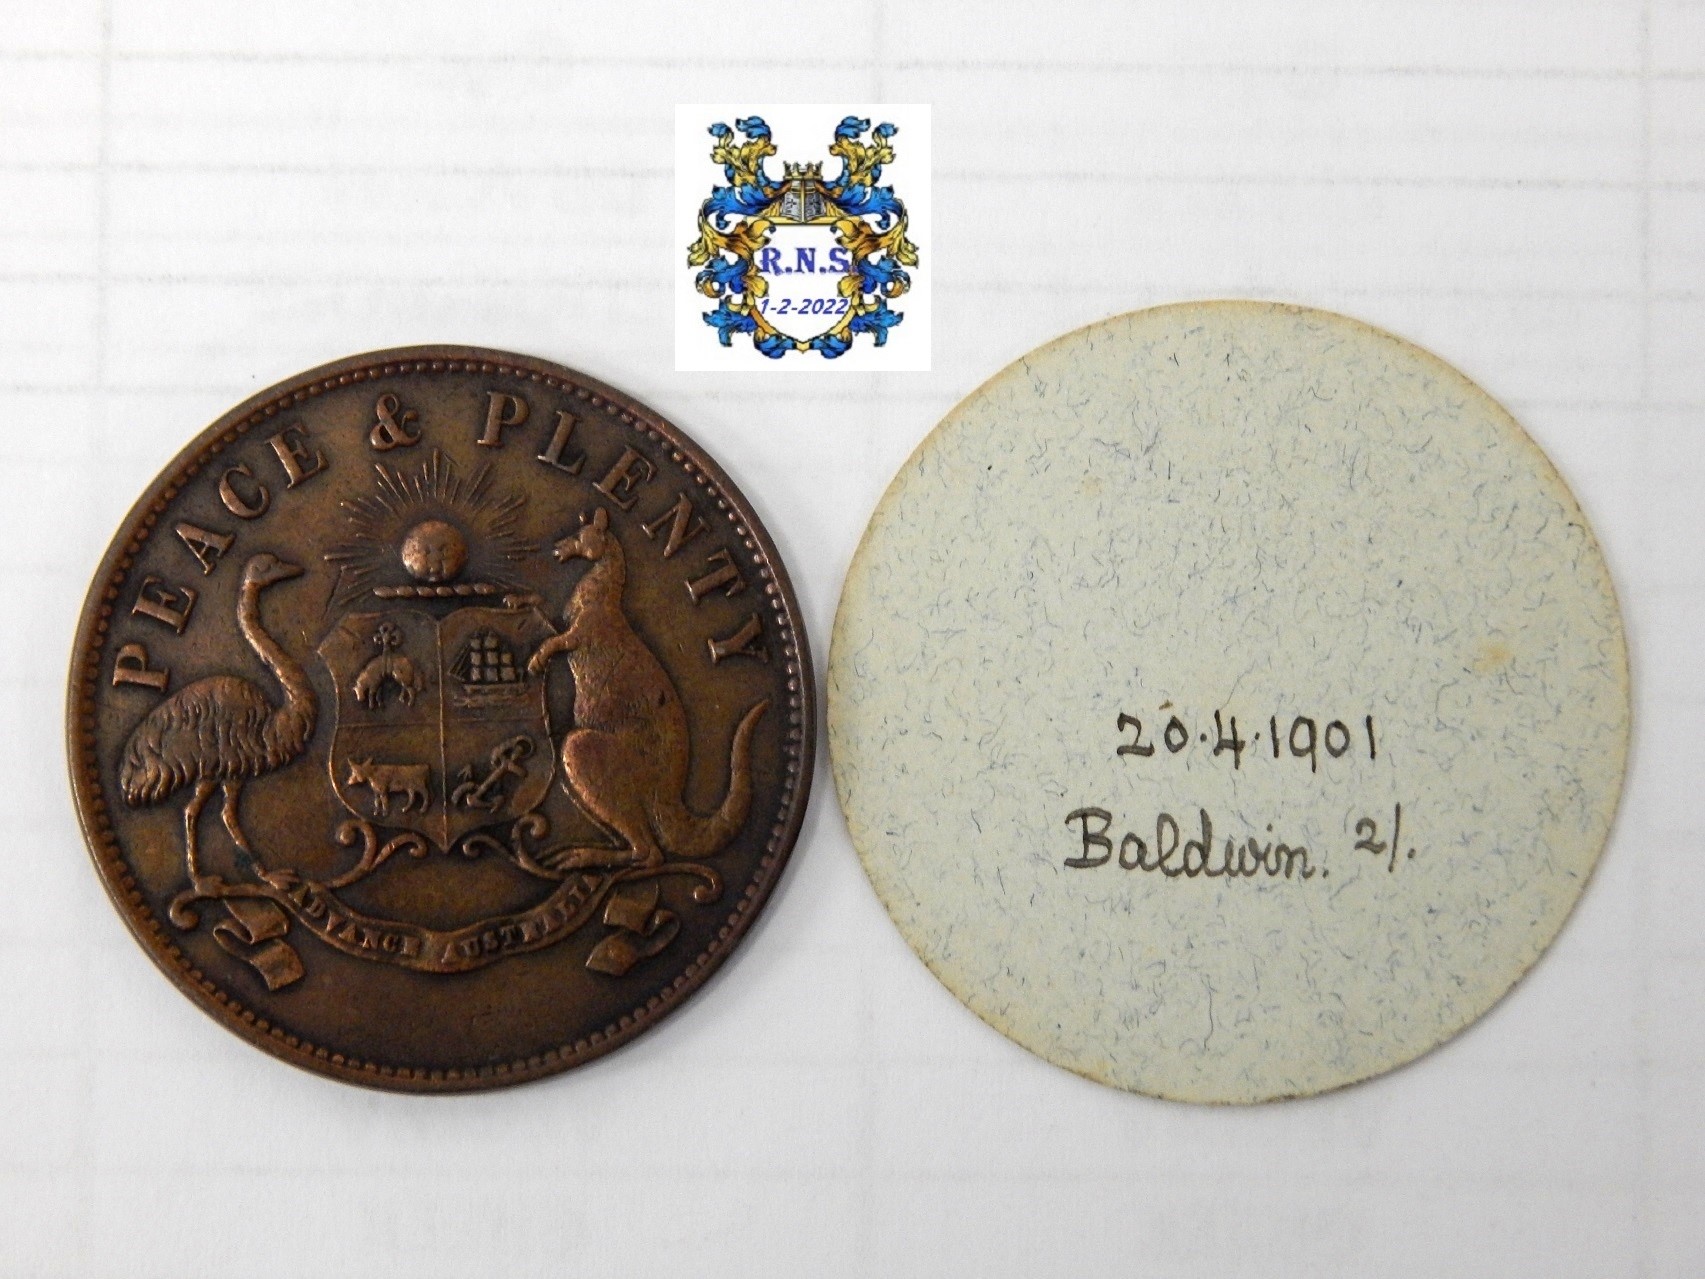 R.N.S.
1-2-2022
PEACE & PLENTY
ADVANCE AUSTRALIA
20.4.1901
Baldwin. 2/.